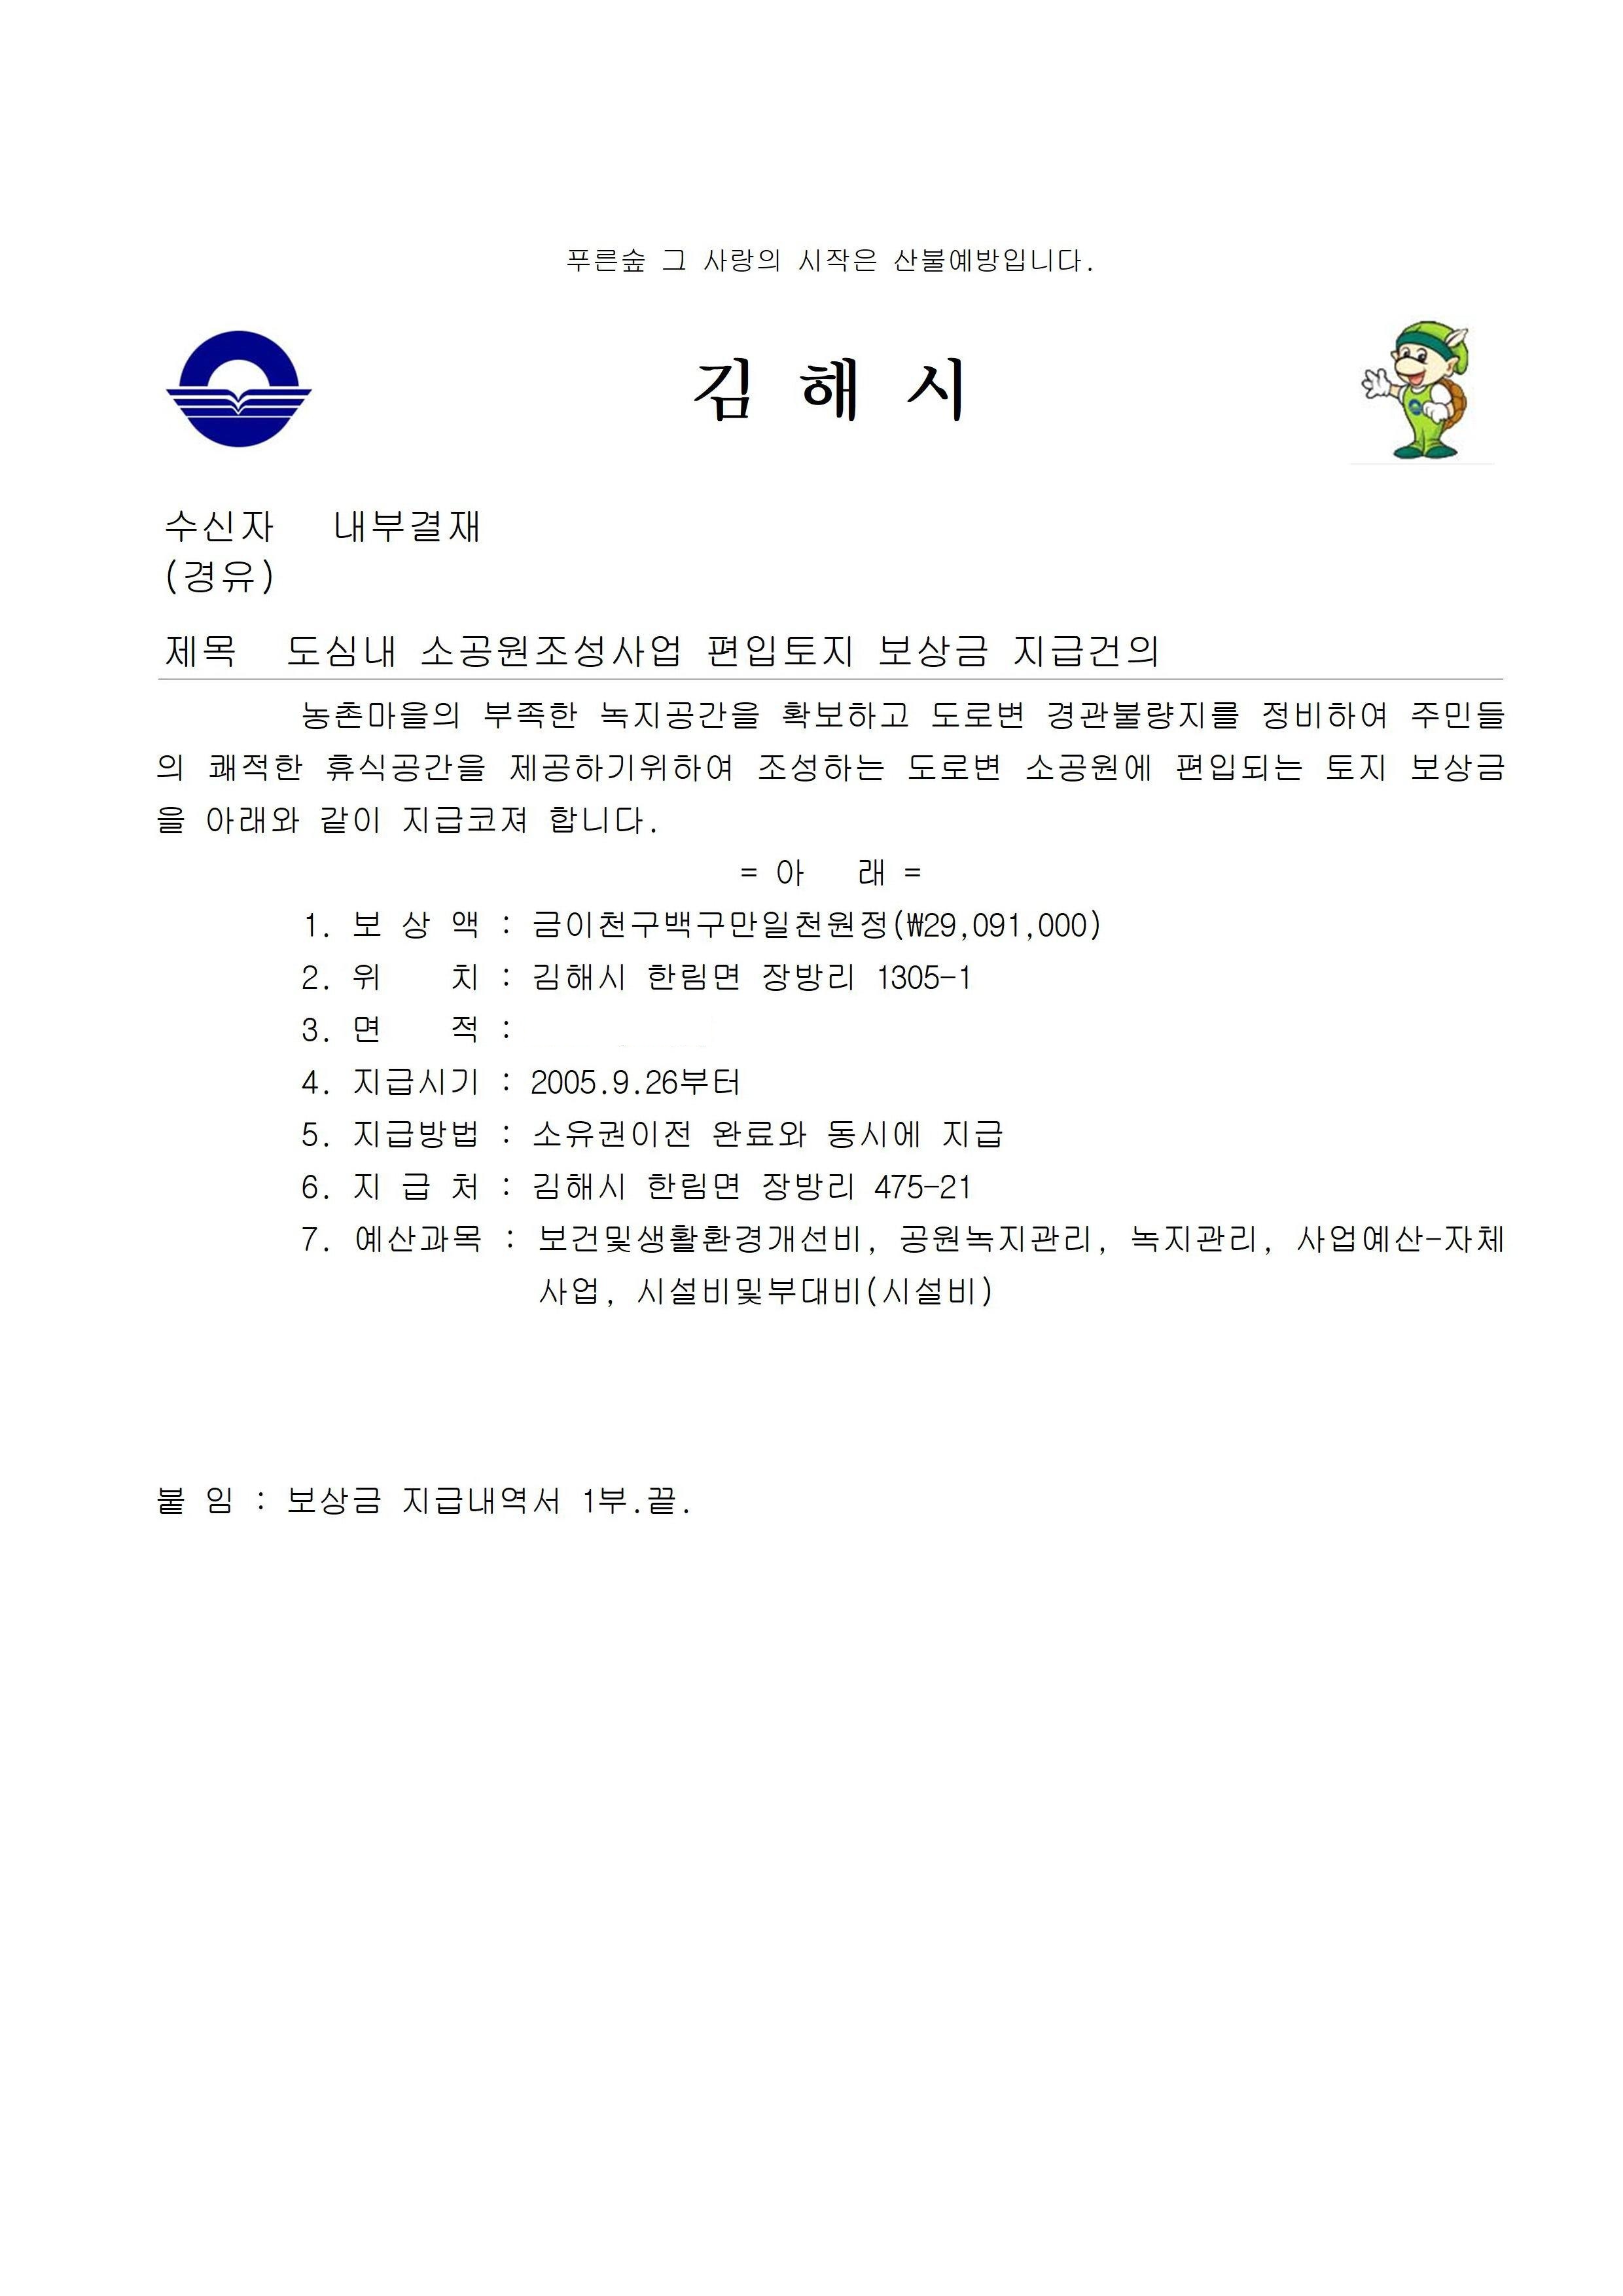 푸른숲 그 사랑의 시작은 산불예방입니다.
김 해 시
수신자 내부결재
(경유)
제목 도심내 소공원조성사업 편입토지 보상금 지급건의
농촌마을의 부족한 녹지공간을 확보하고 도로변 경관불량지를 정비하여 주민들
의 쾌적한 휴식공간을 제공하기위하여 조성하는 도로변 소공원에 편입되는 토지 보상금
을 아래와 같이 지급코져 합니다.
= 아 래 =
1. 보 상 액 : 금이천구백구만일천원정(₩29,091,000)
2. 위 치 : 김해시 한림면 장방리 1305-1
3. 면 적 :
4. 지급시기 : 2005.9.26부터
5. 지급방법 : 소유권이전 완료와 동시에 지급
6. 지 급 처 : 김해시 한림면 장방리 475-21
7. 예산과목 : 보건및생활환경개선비, 공원녹지관리, 녹지관리, 사업예산-자체
사업, 시설비및부대비(시설비)
붙 임 : 보상금 지급내역서 1부.끝.